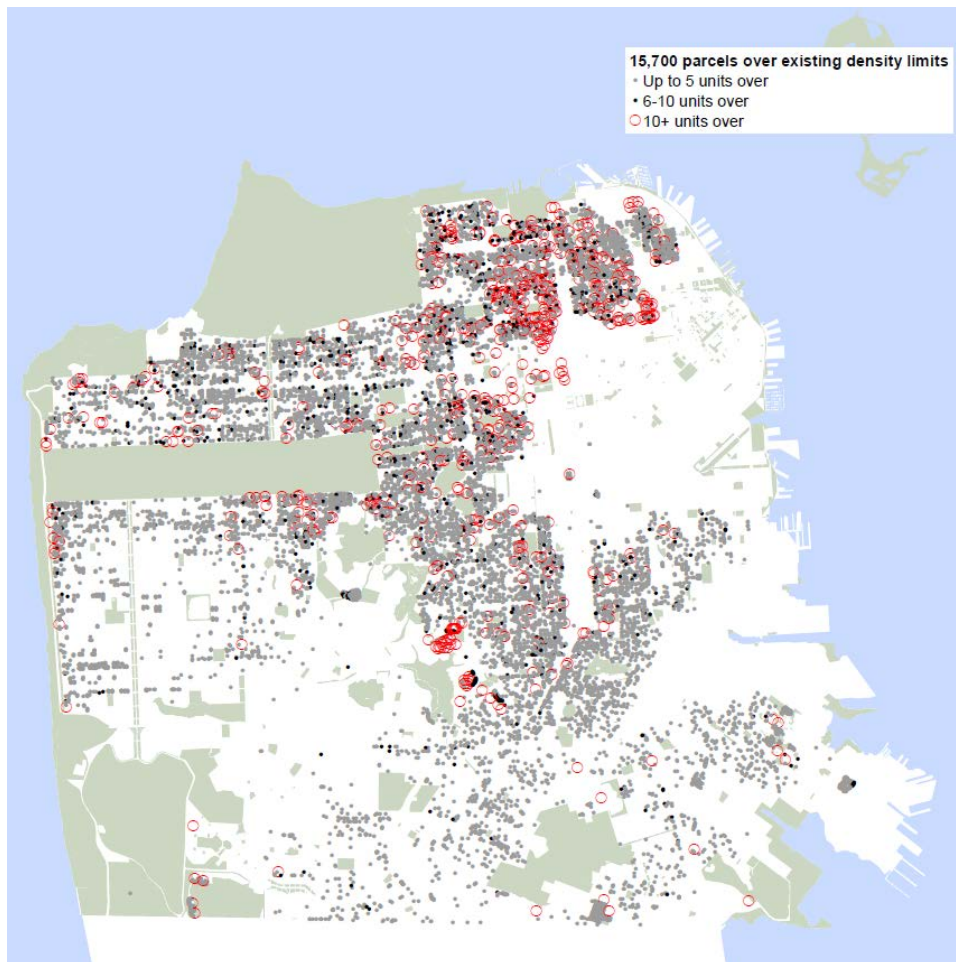 15,700 parcels over existing density limits
Up to 5 units over
6-10 units over
10+ units over